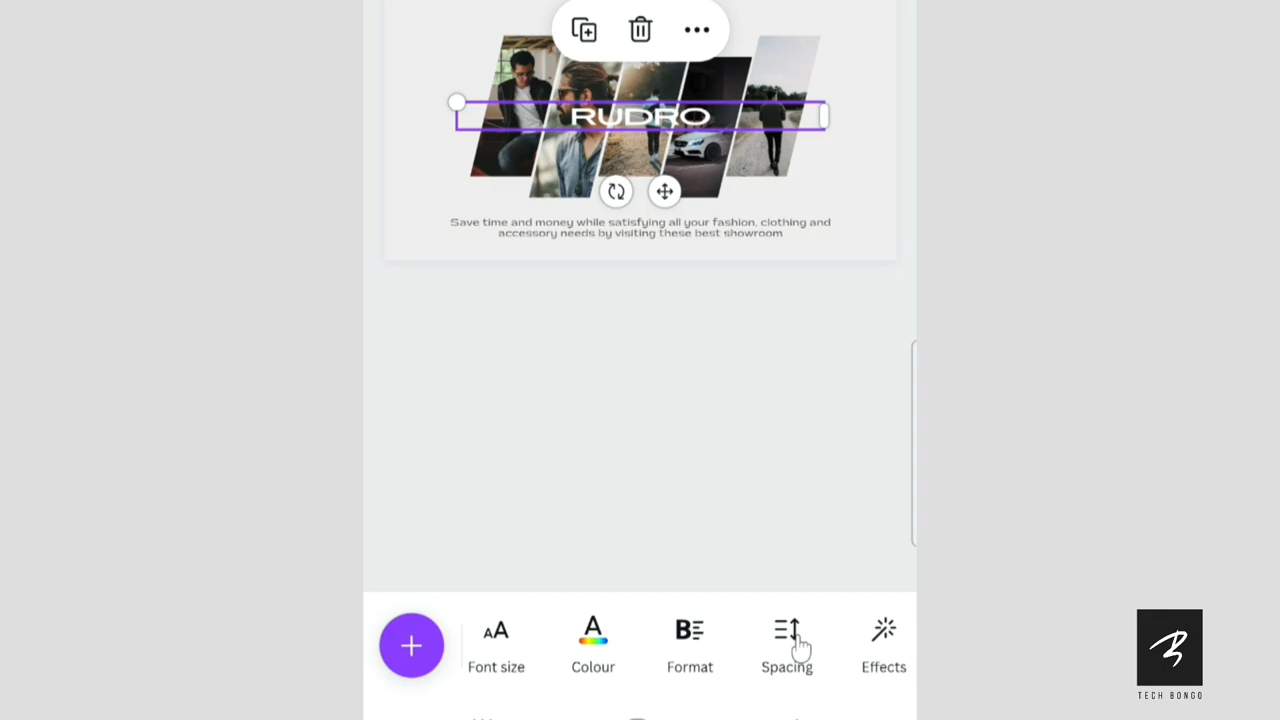 RUDRO
Save time and money while satisfying all your fashion, clothing and
accessory needs by visiting these best showroom
Font size
Colour
Format
Spacing
Effects
TECH BONGO